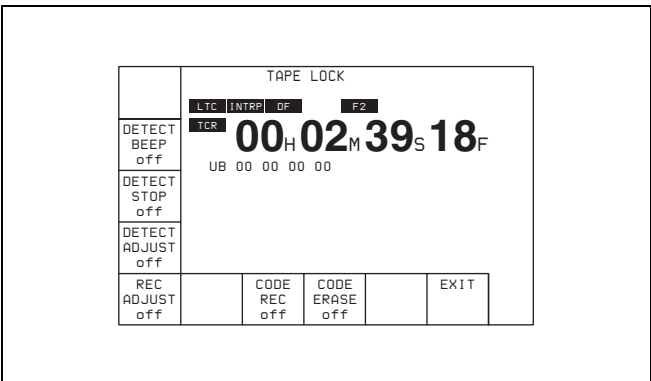 TAPE LOCK
LTC INTRP DF F2
TCR 00H02M39S18F
UB 00 00 00 00
DETECT
BEEP
off
DETECT
STOP
off
DETECT
ADJUST
off
REC
ADJUST
off
CODE
REC
off
CODE
ERASE
off
EXIT